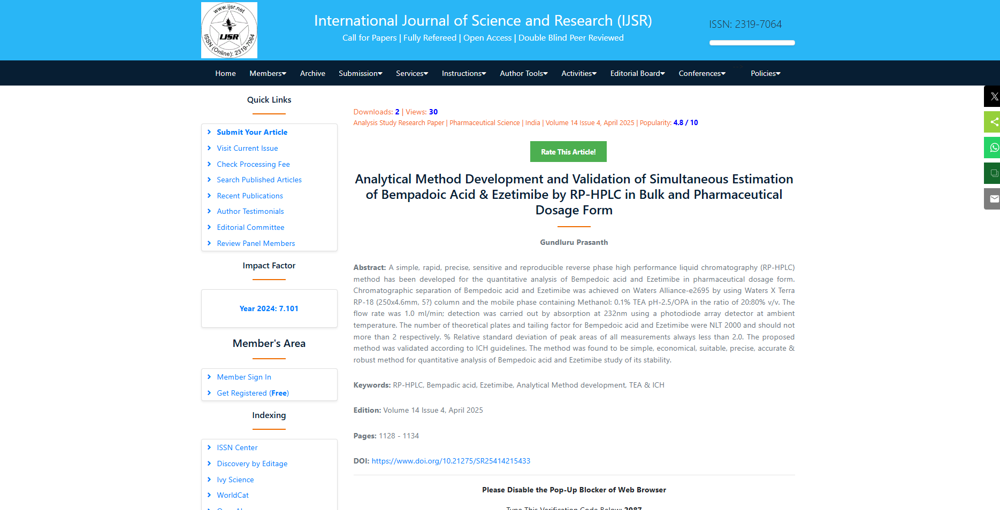 www.ijsr.net
IJSR
ISSN (Online): 2319-7064
International Journal of Science and Research (IJSR)
Call for Papers | Fully Refereed | Open Access | Double Blind Peer Reviewed
ISSN: 2319-7064
Home Members Archive Submission Services Instructions Author Tools Activities Editorial Board Conferences Policies
Quick Links
Submit Your Article
Visit Current Issue
Check Processing Fee
Search Published Articles
Recent Publications
Author Testimonials
Editorial Committee
Review Panel Members
Impact Factor
Year 2024: 7.101
Member's Area
Member Sign In
Get Registered (Free)
Indexing
ISSN Center
Discovery by Editage
Ivy Science
WorldCat
Downloads: 2 | Views: 30
Analysis Study Research Paper | Pharmaceutical Science | India | Volume 14 Issue 4, April 2025 | Popularity: 4.8 / 10
Rate This Article!
Analytical Method Development and Validation of Simultaneous Estimation
of Bempadoic Acid & Ezetimibe by RP-HPLC in Bulk and Pharmaceutical
Dosage Form
Gundluru Prasanth
Abstract: A simple, rapid, precise, sensitive and reproducible reverse phase high performance liquid chromatography (RP-HPLC)
method has been developed for the quantitative analysis of Bempedoic acid and Ezetimibe in pharmaceutical dosage form.
Chromatographic separation of Bempedoic acid and Ezetimibe was achieved on Waters Alliance-e2695 by using Waters X Terra
RP-18 (250x4.6mm, 5?) column and the mobile phase containing Methanol: 0.1% TEA pH-2.5/OPA in the ratio of 20:80% v/v. The
flow rate was 1.0 ml/min; detection was carried out by absorption at 232nm using a photodiode array detector at ambient
temperature. The number of theoretical plates and tailing factor for Bempedoic acid and Ezetimibe were NLT 2000 and should not
more than 2 respectively. % Relative standard deviation of peak areas of all measurements always less than 2.0. The proposed
method was validated according to ICH guidelines. The method was found to be simple, economical, suitable, precise, accurate &
robust method for quantitative analysis of Bempedoic acid and Ezetimibe study of its stability.
Keywords: RP-HPLC, Bempadic acid, Ezetimibe, Analytical Method development, TEA & ICH
Edition: Volume 14 Issue 4, April 2025
Pages: 1128 - 1134
DOI: https://www.doi.org/10.21275/SR25414215433
Please Disable the Pop-Up Blocker of Web Browser
Type This Verification Code Below: 2987